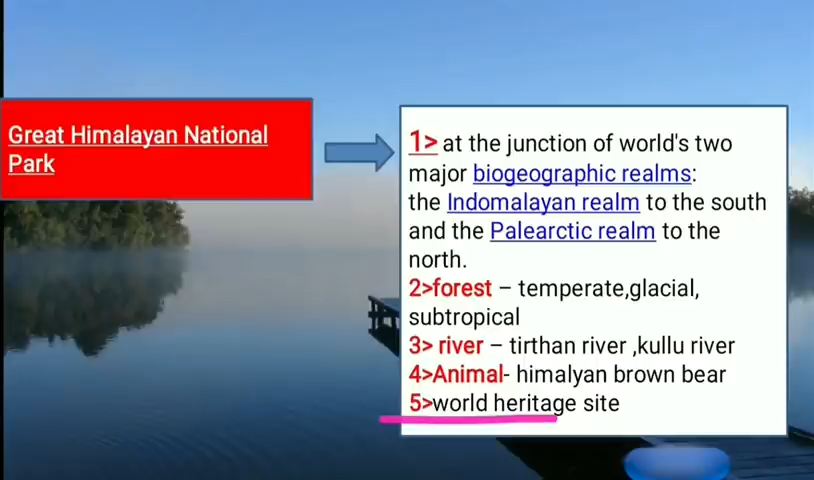 Great Himalayan National
Park
1> at the junction of world's two
major biogeographic realms:
the Indomalayan realm to the south
and the Palearctic realm to the
north.
2>forest – temperate,glacial,
subtropical
3> river – tirthan river ,kullu river
4>Animal- himalyan brown bear
5>world heritage site